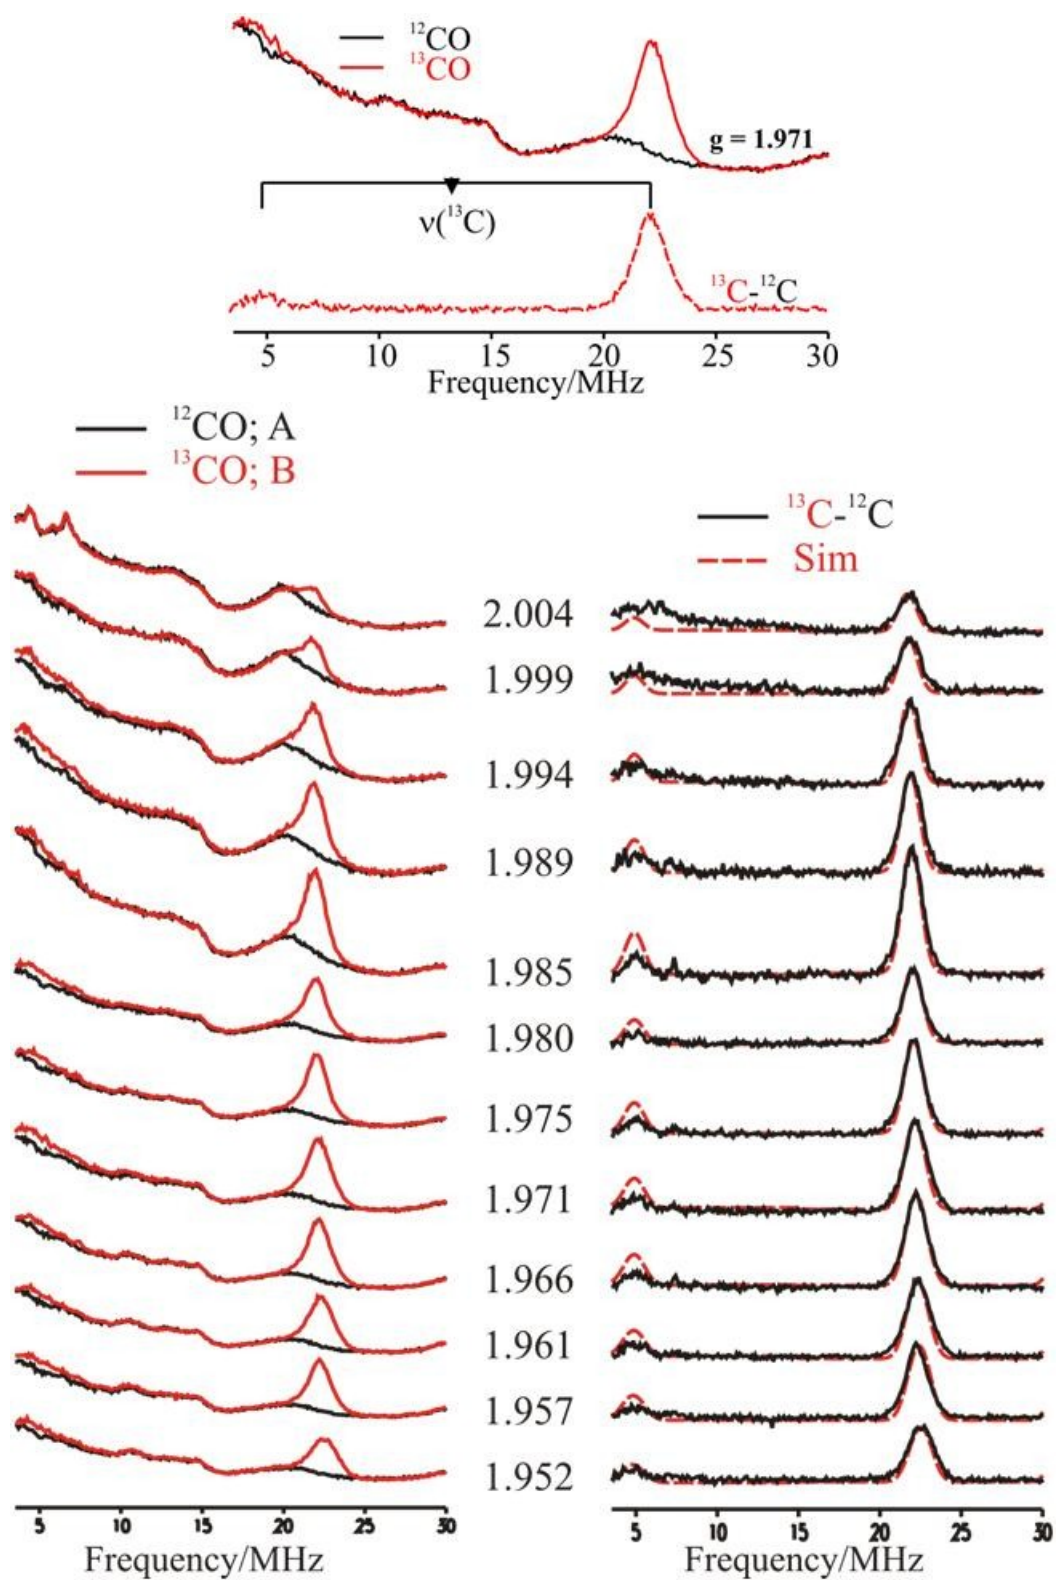 ¹²CO
¹³CO
g = 1.971
ν(¹³C)
¹³C-¹²C
5 10 15 20 25 30
Frequency/MHz
¹²CO; A
¹³CO; B
¹³C-¹²C
Sim
2.004
1.999
1.994
1.989
1.985
1.980
1.975
1.971
1.966
1.961
1.957
1.952
5 10 15 20 25 30
Frequency/MHz
5 10 15 20 25 30
Frequency/MHz